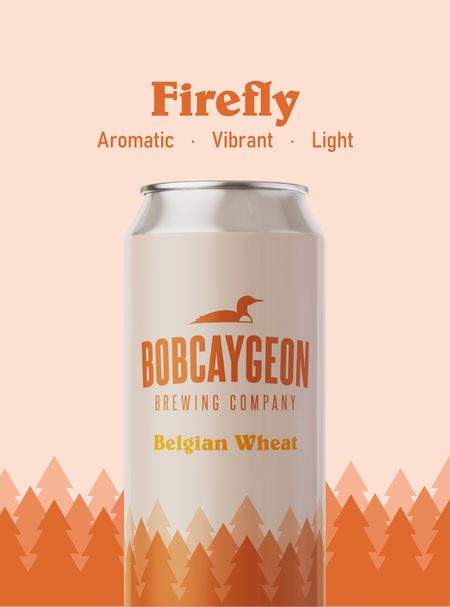 Firefly
Aromatic · Vibrant · Light
BOBCAYGEON
BREWING COMPANY
Belgian Wheat